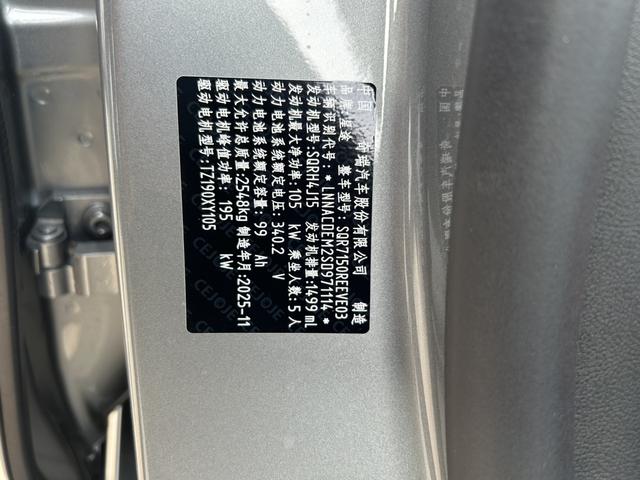 中国 奇瑞汽车股份有限公司 制造
品牌:星途 整车型号:SQR7150REEVE03
车辆识别代号:*LNNACDEM2SD971114*
发动机型号:SQRH4J15 发动机排量:1499 mL
发动机最大净功率:105 kW 乘坐人数:5 人
动力电池系统额定电压:340.2 V
动力电池系统额定容量:99 Ah
最大允许总质量:2548kg 制造年月:2025-11
驱动电机峰值功率:195 kW
驱动电机型号:TZ190XY105